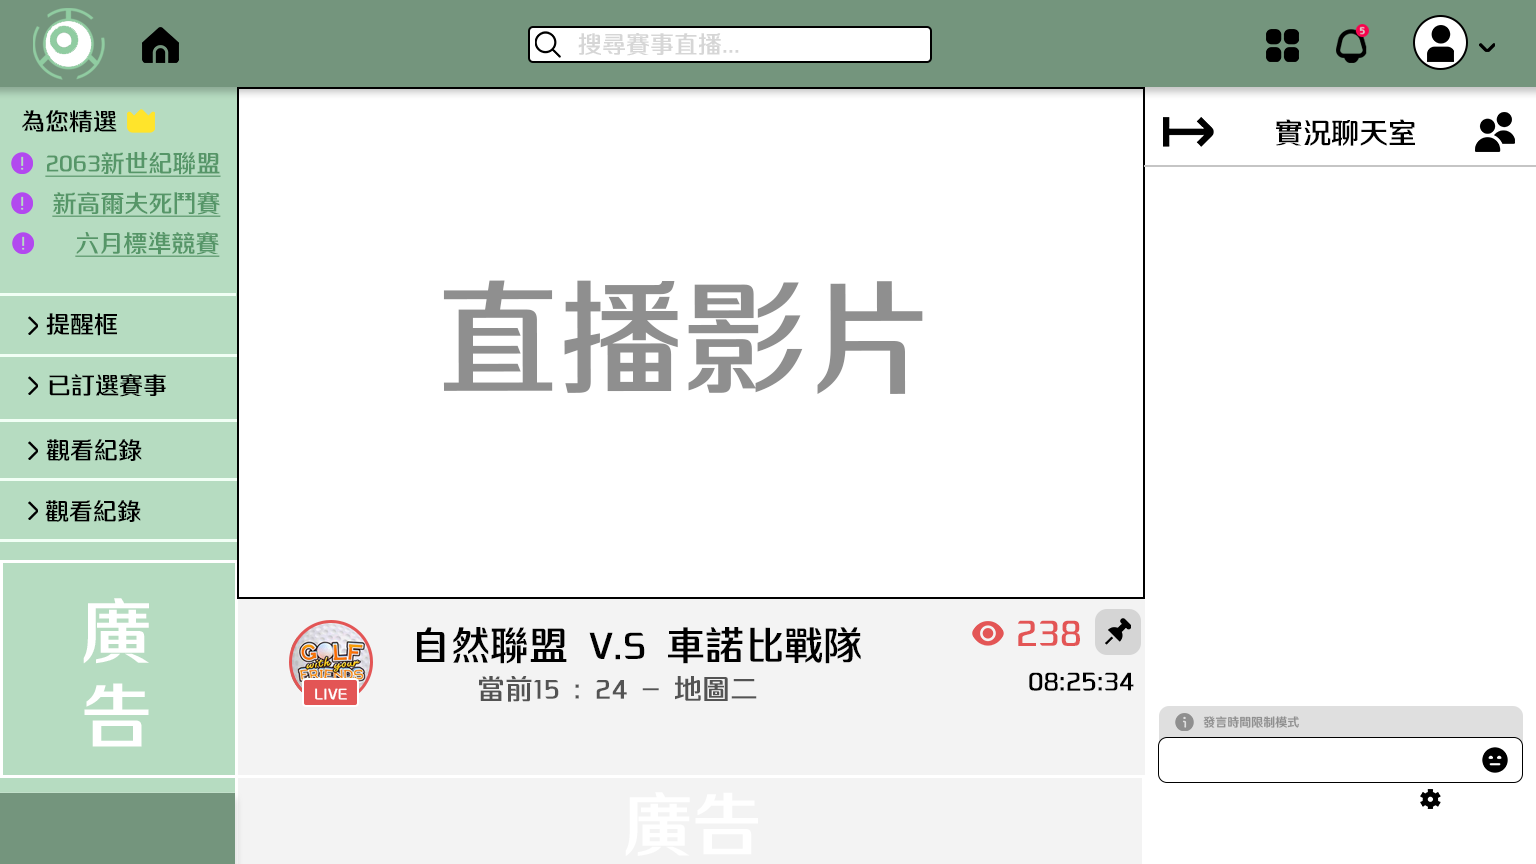 搜尋賽事直播...
5
為您精選
2063新世紀聯盟
新高爾夫死鬥賽
六月標準競賽
提醒框
已訂選賽事
觀看紀錄
觀看紀錄
廣告
直播影片
GOLF
with your
FRIENDS
LIVE
自然聯盟 V.S 車諾比戰隊
當前15 : 24 – 地圖二
238
08:25:34
廣告
實況聊天室
發言時間限制模式